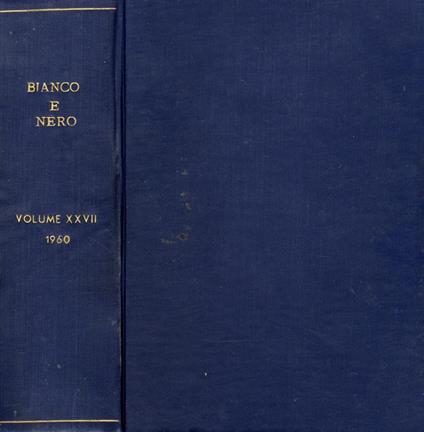 BIANCO
E
NERO
VOLUME XXVII
1960